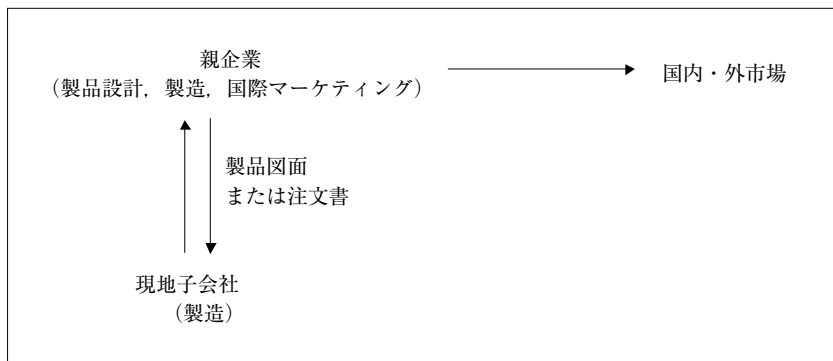 親企業
（製品設計，製造，国際マーケティング）
国内・外市場
製品図面
または注文書
現地子会社
（製造）